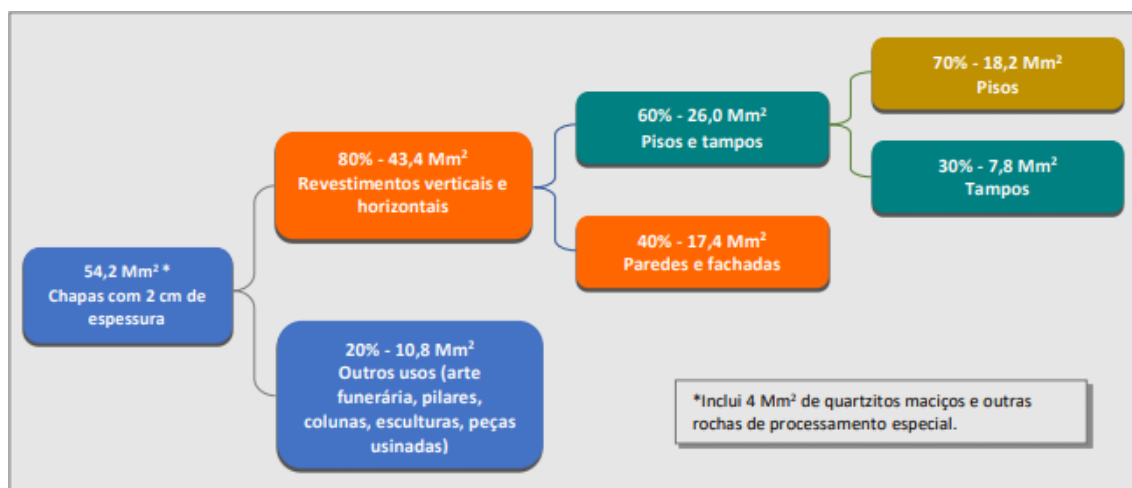 54,2 Mm² *
Chapas com 2 cm de
espessura
80% - 43,4 Mm²
Revestimentos verticais e
horizontais
20% - 10,8 Mm²
Outros usos (arte
funerária, pilares,
colunas, esculturas, peças
usinadas)
60% - 26,0 Mm²
Pisos e tampos
40% - 17,4 Mm²
Paredes e fachadas
70% - 18,2 Mm²
Pisos
30% - 7,8 Mm²
Tampos
*Inclui 4 Mm² de quartzitos maciços e outras
rochas de processamento especial.